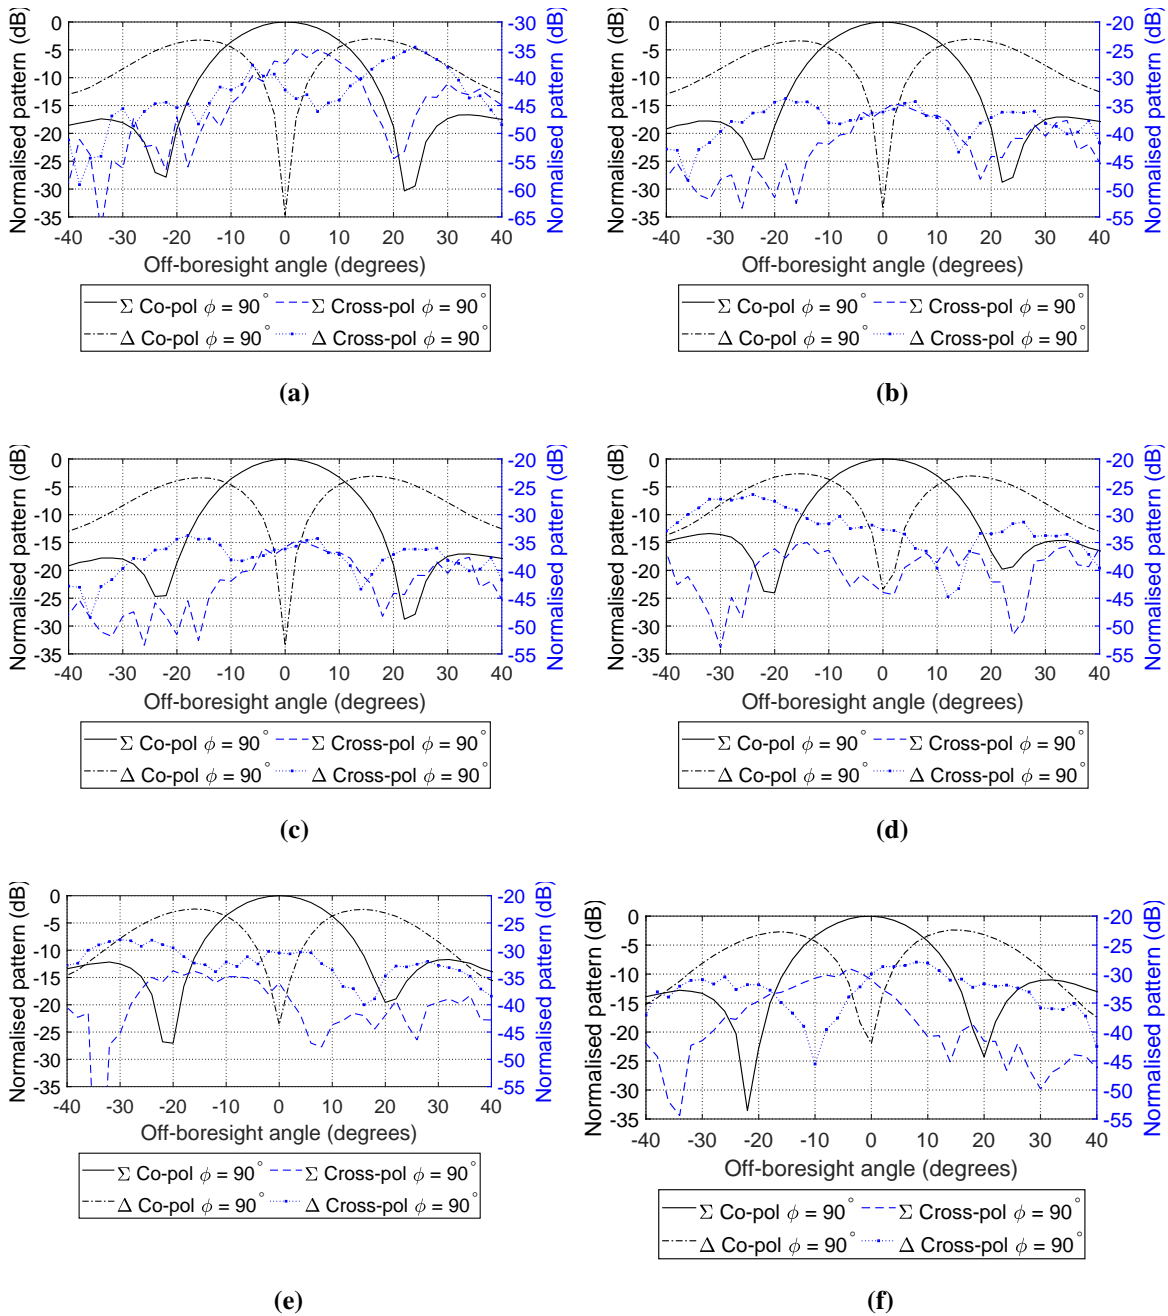 0 -5 -10 -15 -20 -25 -30 -35
Normalised pattern (dB)
-30 -35 -40 -45 -50 -55 -60 -65
Normalised pattern (dB)
-40 -30 -20 -10 0 10 20 30 40
Off-boresight angle (degrees)
Σ Co-pol ϕ = 90° Σ Cross-pol ϕ = 90°
Δ Co-pol ϕ = 90° Δ Cross-pol ϕ = 90°
(a)
0 -5 -10 -15 -20 -25 -30 -35
Normalised pattern (dB)
-20 -25 -30 -35 -40 -45 -50 -55
Normalised pattern (dB)
-40 -30 -20 -10 0 10 20 30 40
Off-boresight angle (degrees)
Σ Co-pol ϕ = 90° Σ Cross-pol ϕ = 90°
Δ Co-pol ϕ = 90° Δ Cross-pol ϕ = 90°
(b)
0 -5 -10 -15 -20 -25 -30 -35
Normalised pattern (dB)
-20 -25 -30 -35 -40 -45 -50 -55
Normalised pattern (dB)
-40 -30 -20 -10 0 10 20 30 40
Off-boresight angle (degrees)
Σ Co-pol ϕ = 90° Σ Cross-pol ϕ = 90°
Δ Co-pol ϕ = 90° Δ Cross-pol ϕ = 90°
(c)
0 -5 -10 -15 -20 -25 -30 -35
Normalised pattern (dB)
-20 -25 -30 -35 -40 -45 -50 -55
Normalised pattern (dB)
-40 -30 -20 -10 0 10 20 30 40
Off-boresight angle (degrees)
Σ Co-pol ϕ = 90° Σ Cross-pol ϕ = 90°
Δ Co-pol ϕ = 90° Δ Cross-pol ϕ = 90°
(d)
0 -5 -10 -15 -20 -25 -30 -35
Normalised pattern (dB)
-20 -25 -30 -35 -40 -45 -50 -55
Normalised pattern (dB)
-40 -30 -20 -10 0 10 20 30 40
Off-boresight angle (degrees)
Σ Co-pol ϕ = 90° Σ Cross-pol ϕ = 90°
Δ Co-pol ϕ = 90° Δ Cross-pol ϕ = 90°
(e)
0 -5 -10 -15 -20 -25 -30 -35
Normalised pattern (dB)
-20 -25 -30 -35 -40 -45 -50 -55
Normalised pattern (dB)
-40 -30 -20 -10 0 10 20 30 40
Off-boresight angle (degrees)
Σ Co-pol ϕ = 90° Σ Cross-pol ϕ = 90°
Δ Co-pol ϕ = 90° Δ Cross-pol ϕ = 90°
(f)